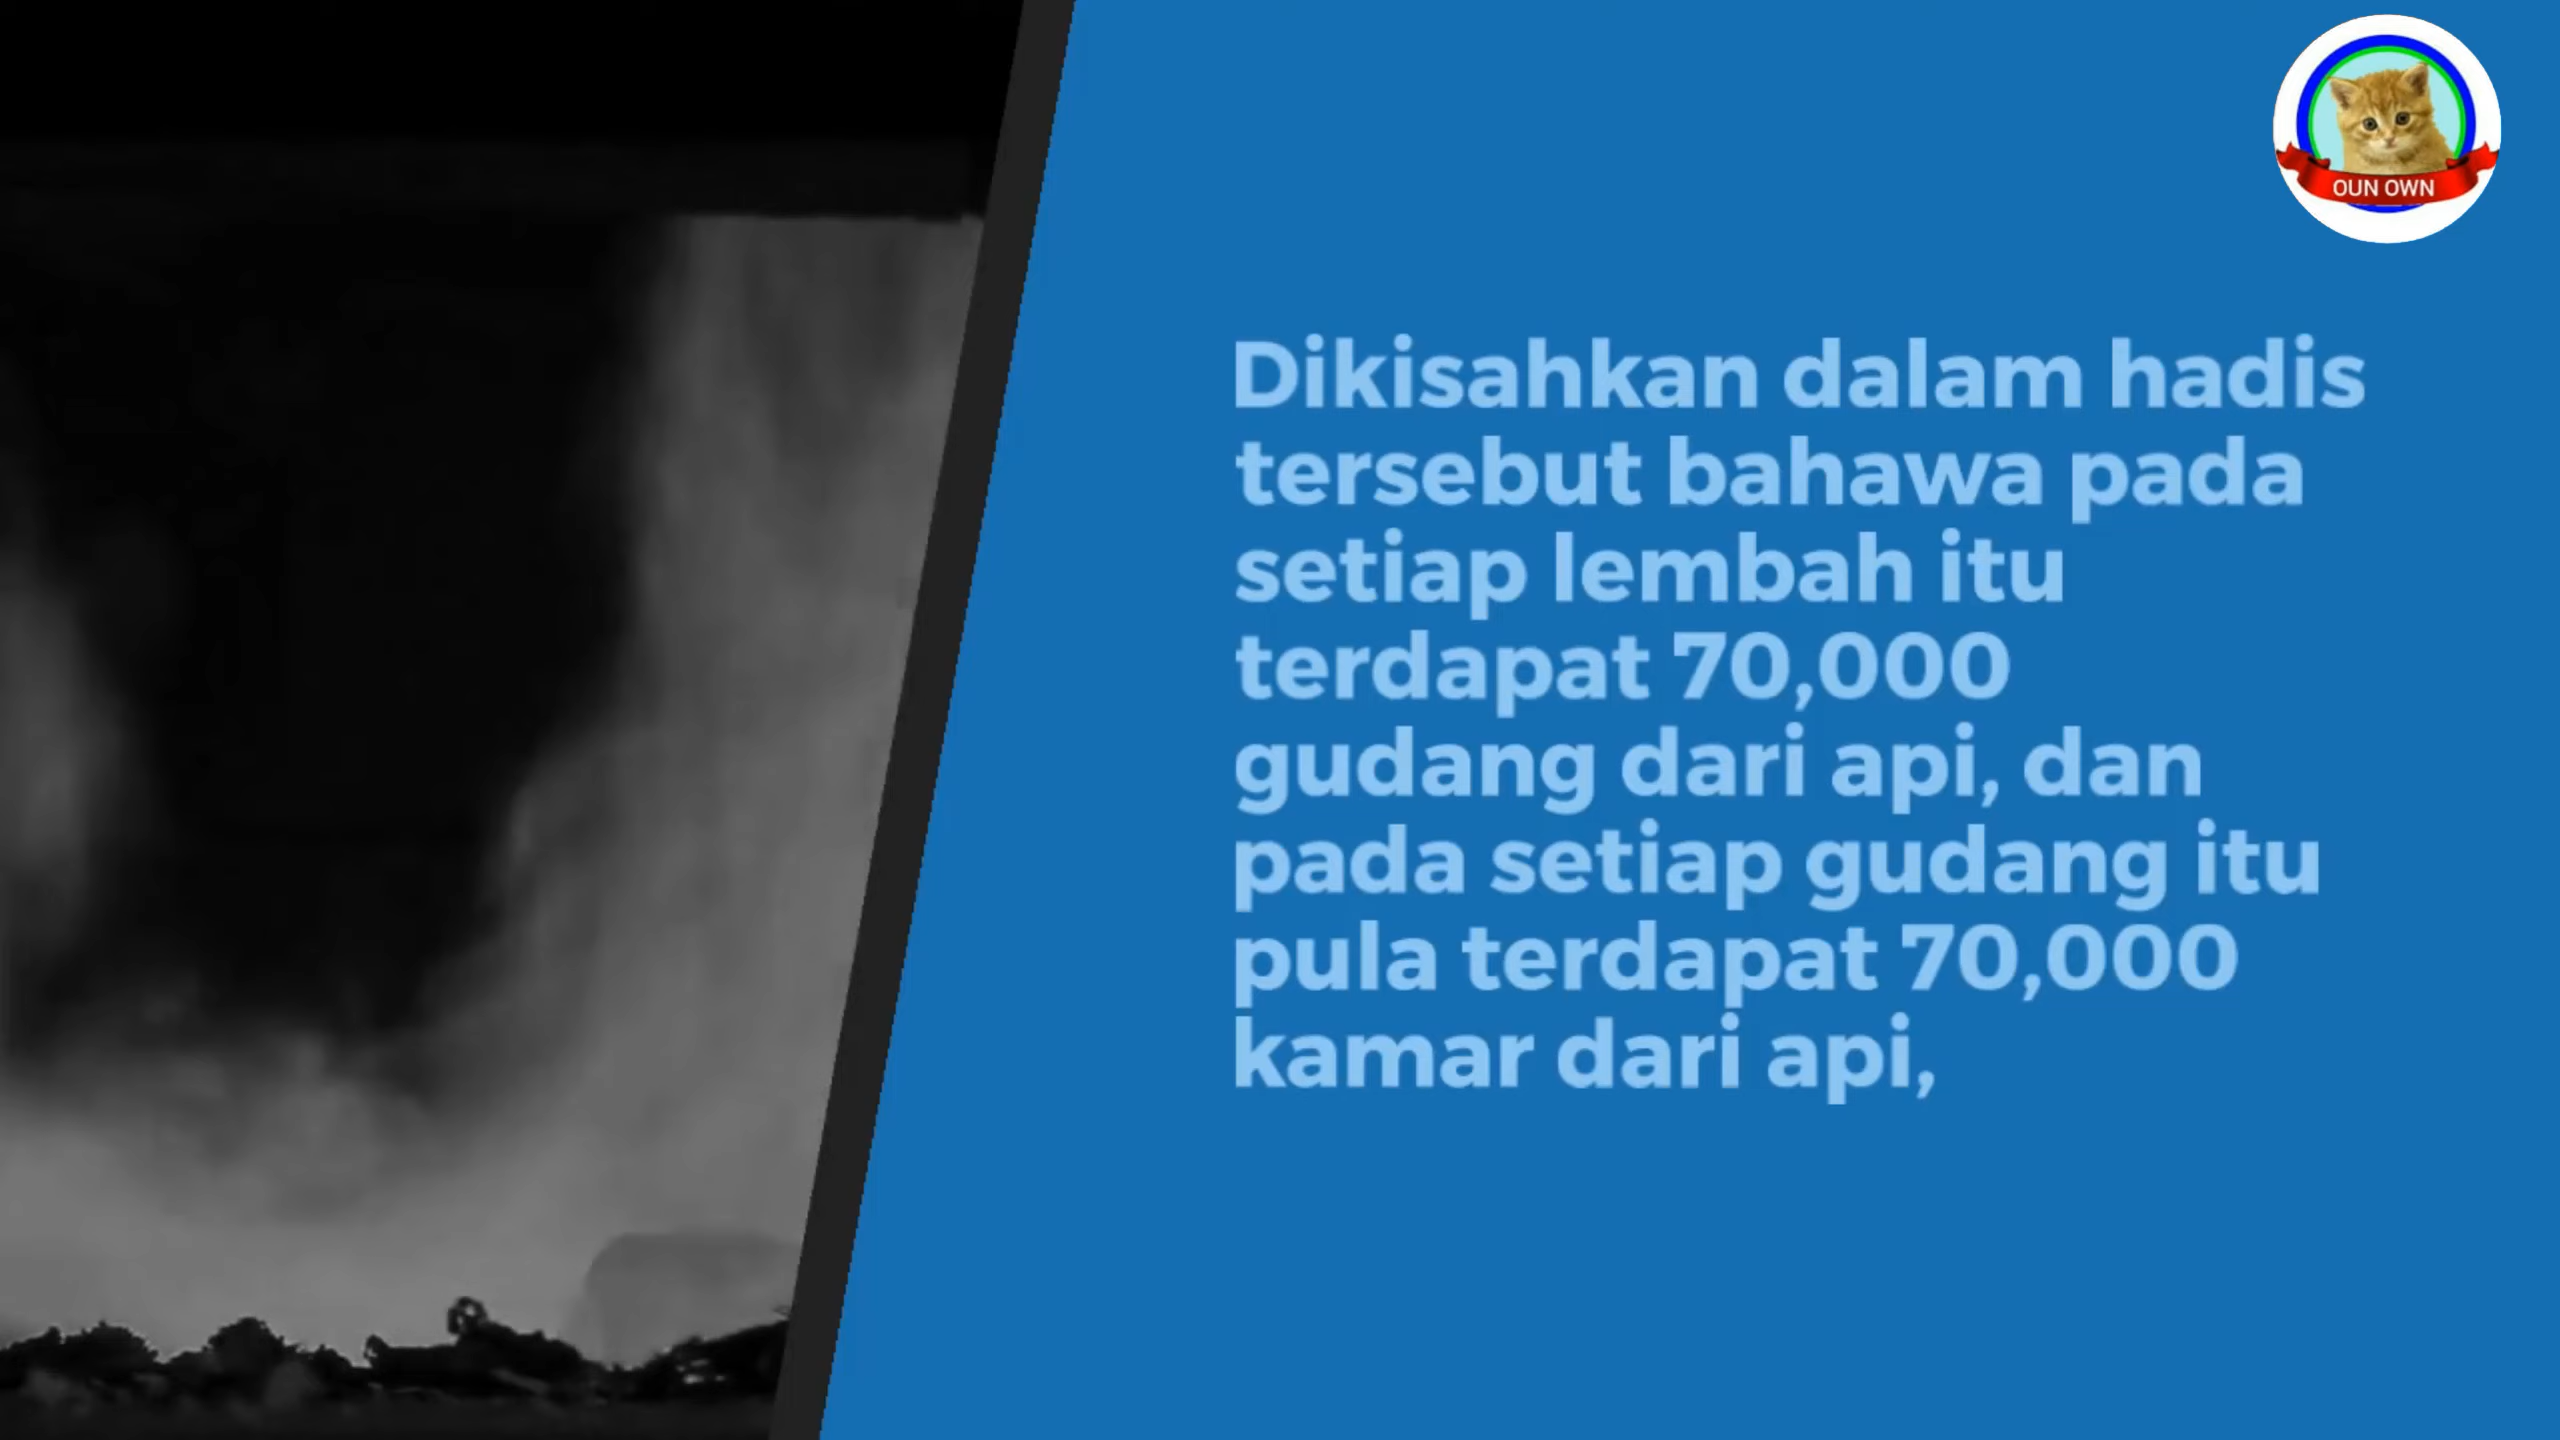 OUN OWN
Dikisahkan dalam hadis
tersebut bahawa pada
setiap lembah itu
terdapat 70,000
gudang dari api, dan
pada setiap gudang itu
pula terdapat 70,000
kamar dari api,